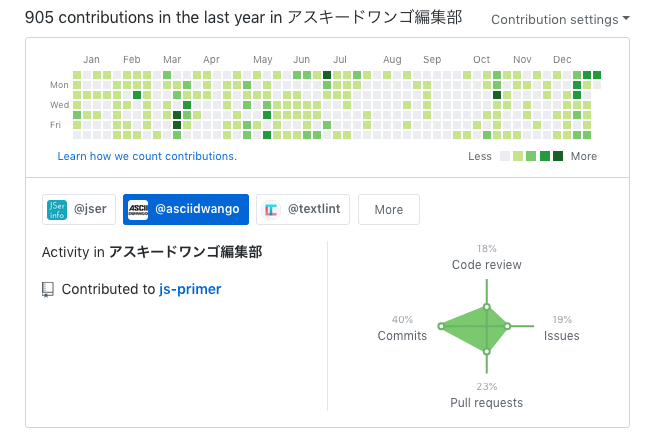 905 contributions in the last year in アスキードワンゴ編集部
Contribution settings
Jan Feb Mar Apr May Jun Jul Aug Sep Oct Nov Dec
Mon
Wed
Fri
Learn how we count contributions.
Less More
JSer info @jser
ASCII DWANGO @asciidwango
@textlint
More
Activity in アスキードワンゴ編集部
Contributed to js-primer
18%
Code review
40%
Commits
19%
Issues
23%
Pull requests